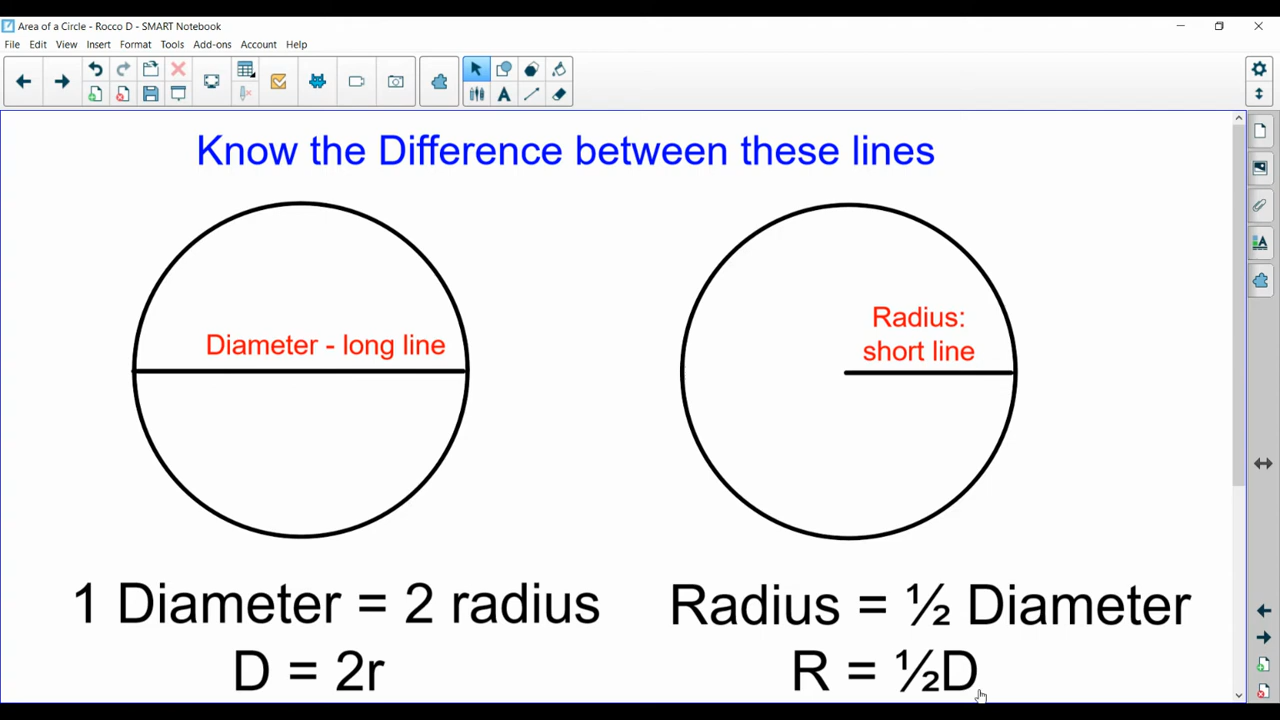 Area of a Circle - Rocco D - SMART Notebook
File Edit View Insert Format Tools Add-ons Account Help
Know the Difference between these lines
Diameter - long line
Radius:
short line
1 Diameter = 2 radius
D = 2r
Radius = ½ Diameter
R = ½D